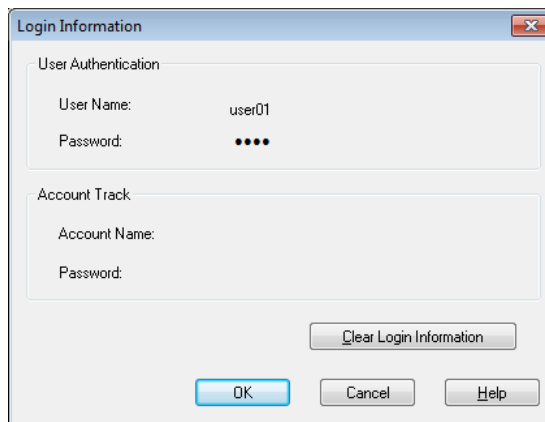 Login Information
User Authentication
User Name: user01
Password: ••••
Account Track
Account Name:
Password:
Clear Login Information
OK Cancel Help